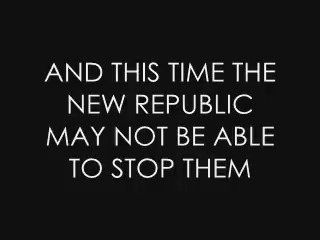 AND THIS TIME THE
NEW REPUBLIC
MAY NOT BE ABLE
TO STOP THEM